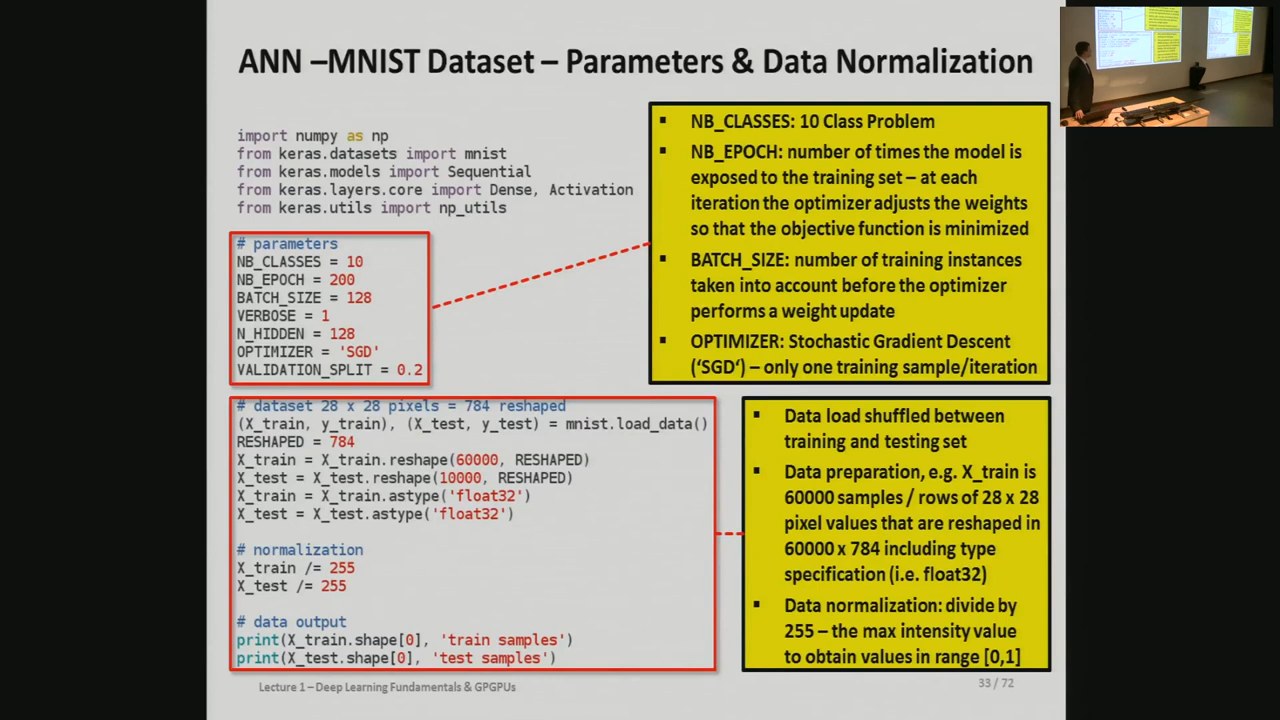 ANN –MNIST Dataset – Parameters & Data Normalization
import numpy as np
from keras.datasets import mnist
from keras.models import Sequential
from keras.layers.core import Dense, Activation
from keras.utils import np_utils
# parameters
NB_CLASSES = 10
NB_EPOCH = 200
BATCH_SIZE = 128
VERBOSE = 1
N_HIDDEN = 128
OPTIMIZER = 'SGD'
VALIDATION_SPLIT = 0.2
▪ NB_CLASSES: 10 Class Problem
▪ NB_EPOCH: number of times the model is
exposed to the training set – at each
iteration the optimizer adjusts the weights
so that the objective function is minimized
▪ BATCH_SIZE: number of training instances
taken into account before the optimizer
performs a weight update
▪ OPTIMIZER: Stochastic Gradient Descent
(‘SGD‘) – only one training sample/iteration
# dataset 28 x 28 pixels = 784 reshaped
(X_train, y_train), (X_test, y_test) = mnist.load_data()
RESHAPED = 784
X_train = X_train.reshape(60000, RESHAPED)
X_test = X_test.reshape(10000, RESHAPED)
X_train = X_train.astype('float32')
X_test = X_test.astype('float32')
# normalization
X_train /= 255
X_test /= 255
# data output
print(X_train.shape[0], 'train samples')
print(X_test.shape[0], 'test samples')
▪ Data load shuffled between
training and testing set
▪ Data preparation, e.g. X_train is
60000 samples / rows of 28 x 28
pixel values that are reshaped in
60000 x 784 including type
specification (i.e. float32)
▪ Data normalization: divide by
255 – the max intensity value
to obtain values in range [0,1]
Lecture 1 – Deep Learning Fundamentals & GPGPUs
33 / 72